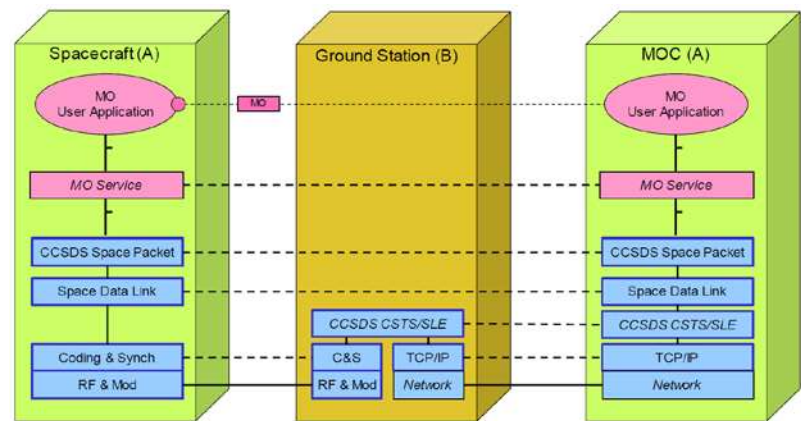 Spacecraft (A)
MO
User Application
MO Service
CCSDS Space Packet
Space Data Link
Coding & Synch
RF & Mod
MO
Ground Station (B)
CCSDS CSTS/SLE
C&S
TCP/IP
RF & Mod
Network
MOC (A)
MO
User Application
MO Service
CCSDS Space Packet
Space Data Link
CCSDS CSTS/SLE
TCP/IP
Network